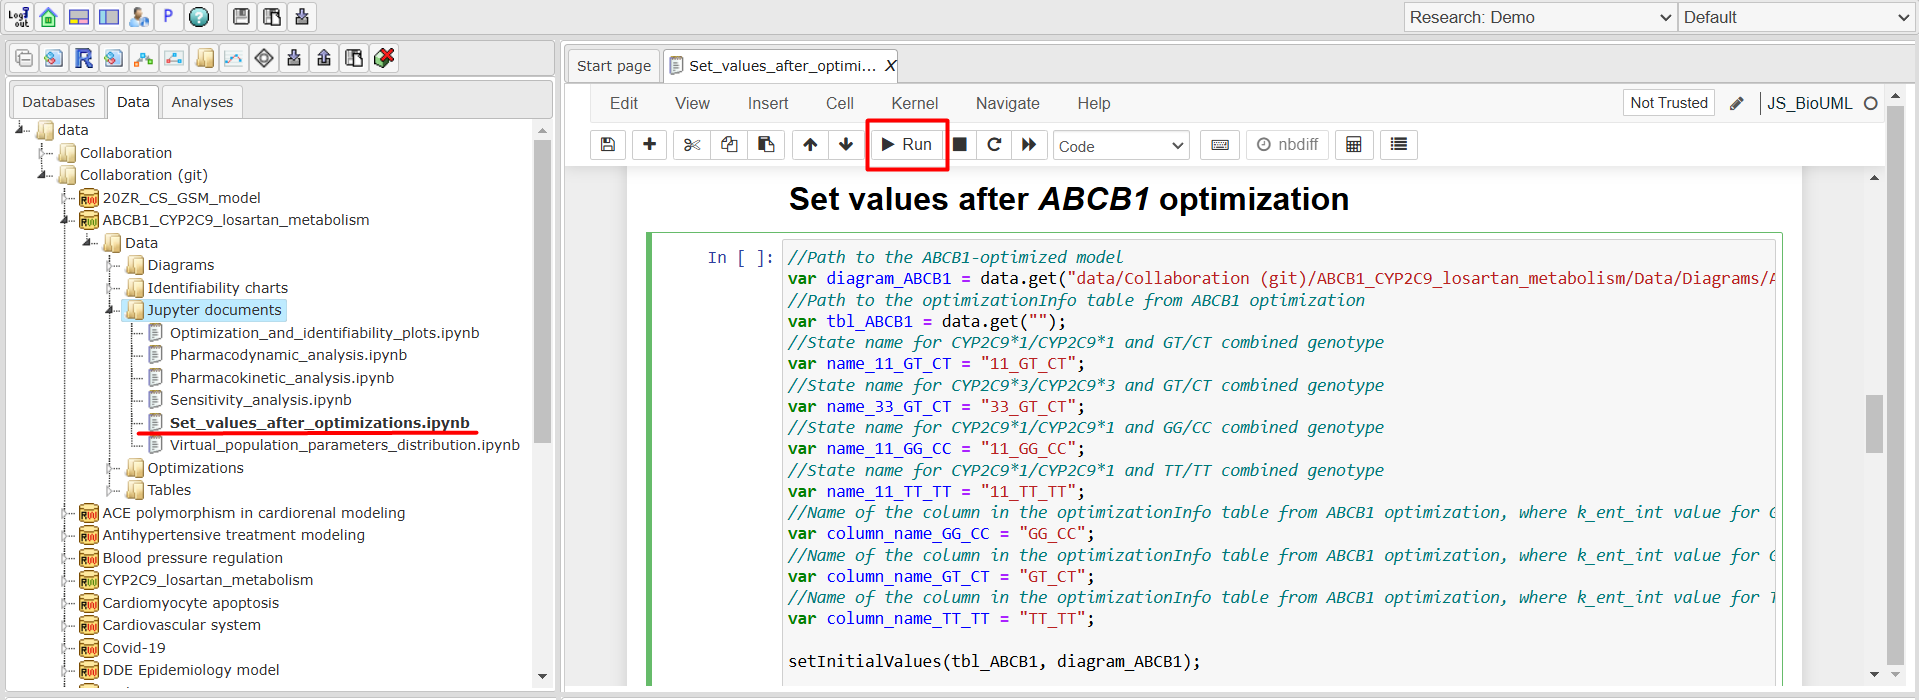 Log
out
P
?
Research: Demo
Default
R
Databases
Data
Analyses
data
Collaboration
Collaboration (git)
20ZR_CS_GSM_model
ABCB1_CYP2C9_losartan_metabolism
Data
Diagrams
Identifiability charts
Jupyter documents
Optimization_and_identifiability_plots.ipynb
Pharmacodynamic_analysis.ipynb
Pharmacokinetic_analysis.ipynb
Sensitivity_analysis.ipynb
Set_values_after_optimizations.ipynb
Virtual_population_parameters_distribution.ipynb
Optimizations
Tables
ACE polymorphism in cardiorenal modeling
Antihypertensive treatment modeling
Blood pressure regulation
CYP2C9_losartan_metabolism
Cardiomyocyte apoptosis
Cardiovascular system
Covid-19
DDE Epidemiology model
Start page
Set_values_after_optimi... X
Edit View Insert Cell Kernel Navigate Help
Not Trusted
JS_BioUML
Run
Code
nbdiff
Set values after ABCB1 optimization
In [ ]:
//Path to the ABCB1-optimized model
var diagram_ABCB1 = data.get("data/Collaboration (git)/ABCB1_CYP2C9_losartan_metabolism/Data/Diagrams/A
//Path to the optimizationInfo table from ABCB1 optimization
var tbl_ABCB1 = data.get("");
//State name for CYP2C9*1/CYP2C9*1 and GT/CT combined genotype
var name_11_GT_CT = "11_GT_CT";
//State name for CYP2C9*3/CYP2C9*3 and GT/CT combined genotype
var name_33_GT_CT = "33_GT_CT";
//State name for CYP2C9*1/CYP2C9*1 and GG/CC combined genotype
var name_11_GG_CC = "11_GG_CC";
//State name for CYP2C9*1/CYP2C9*1 and TT/TT combined genotype
var name_11_TT_TT = "11_TT_TT";
//Name of the column in the optimizationInfo table from ABCB1 optimization, where k_ent_int value for G
var column_name_GG_CC = "GG_CC";
//Name of the column in the optimizationInfo table from ABCB1 optimization, where k_ent_int value for G
var column_name_GT_CT = "GT_CT";
//Name of the column in the optimizationInfo table from ABCB1 optimization, where k_ent_int value for T
var column_name_TT_TT = "TT_TT";
setInitialValues(tbl_ABCB1, diagram_ABCB1);